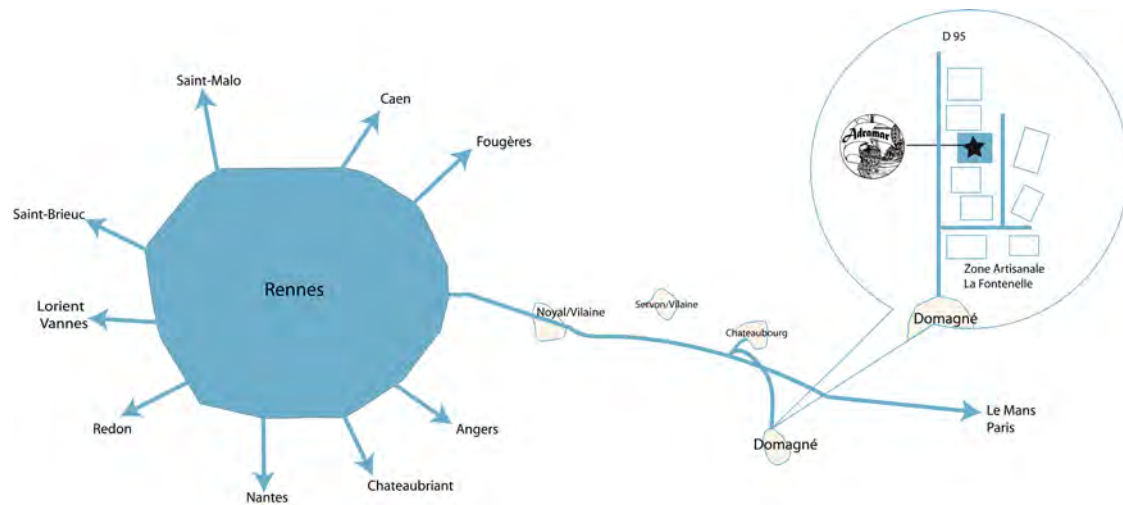 D 95
Saint-Malo
Caen
Fougères
Adramar
Saint-Brieuc
Zone Artisanale
La Fontenelle
Rennes
Servon/Vilaine
Lorient
Vannes
Noyal/Vilaine
Domagné
Chateaubourg
Le Mans
Paris
Redon
Angers
Domagné
Chateaubriant
Nantes